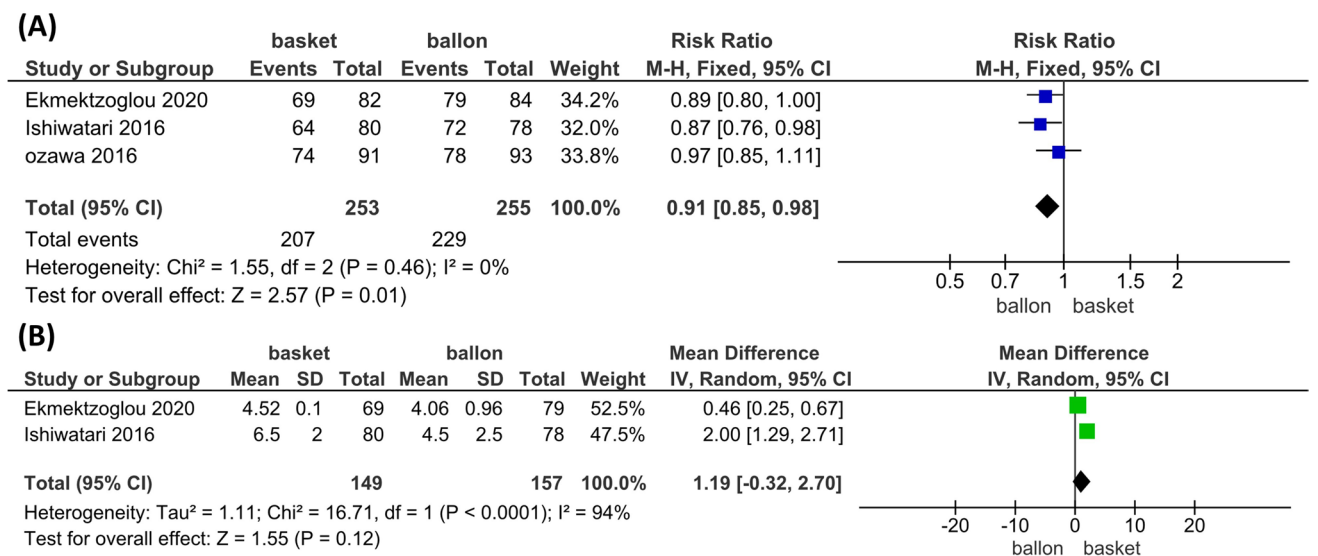 (A)
basket ballon Risk Ratio Risk Ratio
Study or Subgroup Events Total Events Total Weight M-H, Fixed, 95% CI M-H, Fixed, 95% CI
Ekmektzoglou 2020 69 82 79 84 34.2% 0.89 [0.80, 1.00]
Ishiwatari 2016 64 80 72 78 32.0% 0.87 [0.76, 0.98]
ozawa 2016 74 91 78 93 33.8% 0.97 [0.85, 1.11]
Total (95% CI) 253 255 100.0% 0.91 [0.85, 0.98]
Total events 207 229
Heterogeneity: Chi² = 1.55, df = 2 (P = 0.46); I² = 0%
Test for overall effect: Z = 2.57 (P = 0.01)
0.5 0.7 1 1.5 2
ballon basket
(B)
basket ballon Mean Difference Mean Difference
Study or Subgroup Mean SD Total Mean SD Total Weight IV, Random, 95% CI IV, Random, 95% CI
Ekmektzoglou 2020 4.52 0.1 69 4.06 0.96 79 52.5% 0.46 [0.25, 0.67]
Ishiwatari 2016 6.5 2 80 4.5 2.5 78 47.5% 2.00 [1.29, 2.71]
Total (95% CI) 149 157 100.0% 1.19 [-0.32, 2.70]
Heterogeneity: Tau² = 1.11; Chi² = 16.71, df = 1 (P < 0.0001); I² = 94%
Test for overall effect: Z = 1.55 (P = 0.12)
-20 -10 0 10 20
ballon basket